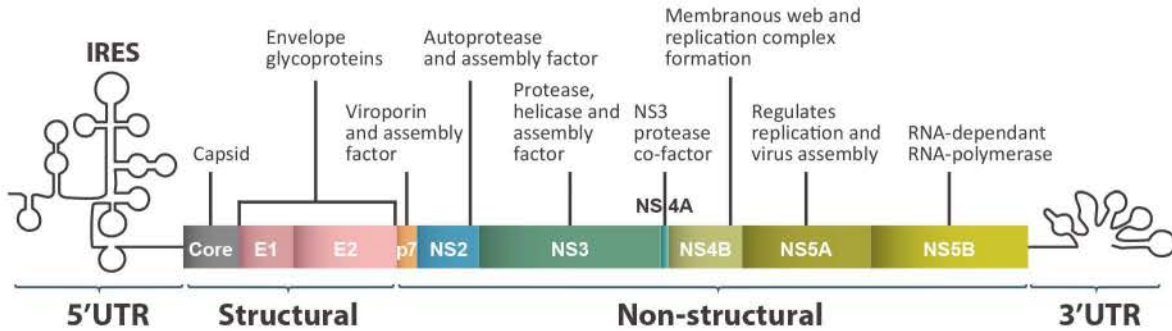 IRES
Envelope
glycoproteins
Autoprotease
and assembly factor
Membranous web and
replication complex
formation
Capsid
Viroporin
and assembly
factor
Protease,
helicase and
assembly
factor
NS3
protease
co-factor
Regulates
replication and
virus assembly
RNA-dependant
RNA-polymerase
NS4A
Core E1 E2 p7 NS2 NS3 NS4B NS5A NS5B
5'UTR Structural Non-structural 3'UTR